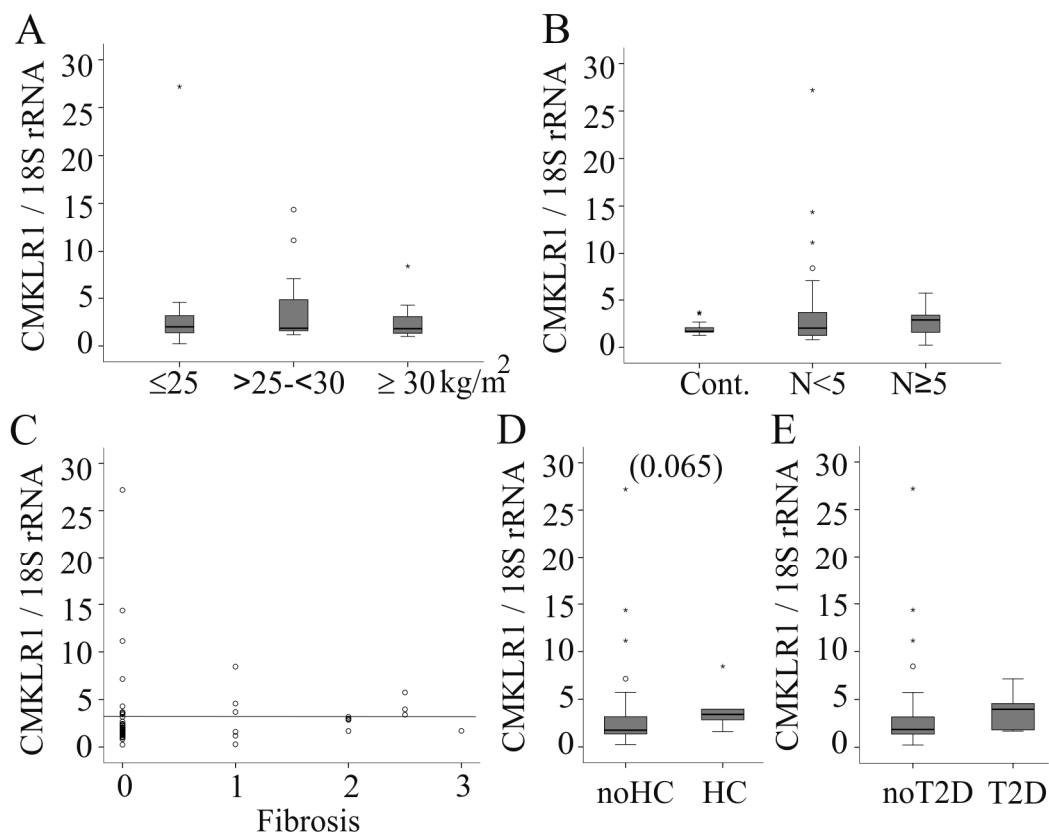 A
CMKLR1 / 18S rRNA
30
25
20
15
10
5
0
≤25 >25-<30 ≥ 30 kg/m²
B
CMKLR1 / 18S rRNA
30
25
20
15
10
5
0
Cont. N<5 N≥5
C
CMKLR1 / 18S rRNA
30
25
20
15
10
5
0
0 1 2 3
Fibrosis
D
CMKLR1 / 18S rRNA
(0.065)
30
25
20
15
10
5
0
noHC HC
E
CMKLR1 / 18S rRNA
30
25
20
15
10
5
0
noT2D T2D